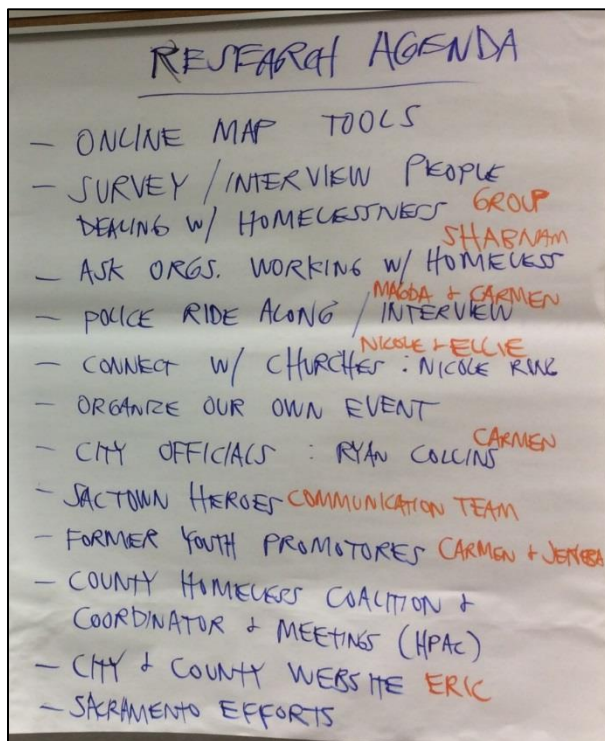 RESEARCH AGENDA
- ONLINE MAP TOOLS
- SURVEY / INTERVIEW PEOPLE
DEALING W/ HOMELESSNESS GROUP
SHABNAM
- ASK ORGS. WORKING W/ HOMELESS
MAGDA & CARMEN
- POLICE RIDE ALONG / INTERVIEW
NICOLE & ELLIE
- CONNECT W/ CHURCHES : NICOLE RING
- ORGANIZE OUR OWN EVENT
CARMEN
- CITY OFFICIALS : RYAN COLLINS
- SACTOWN HEROES COMMUNICATION TEAM
- FORMER YOUTH PROMOTORES CARMEN &
- COUNTY HOMELESS COALITION &
COORDINATOR & MEETINGS (HPAC)
- CITY & COUNTY WEBSITE ERIC
- SACRAMENTO EFFORTS